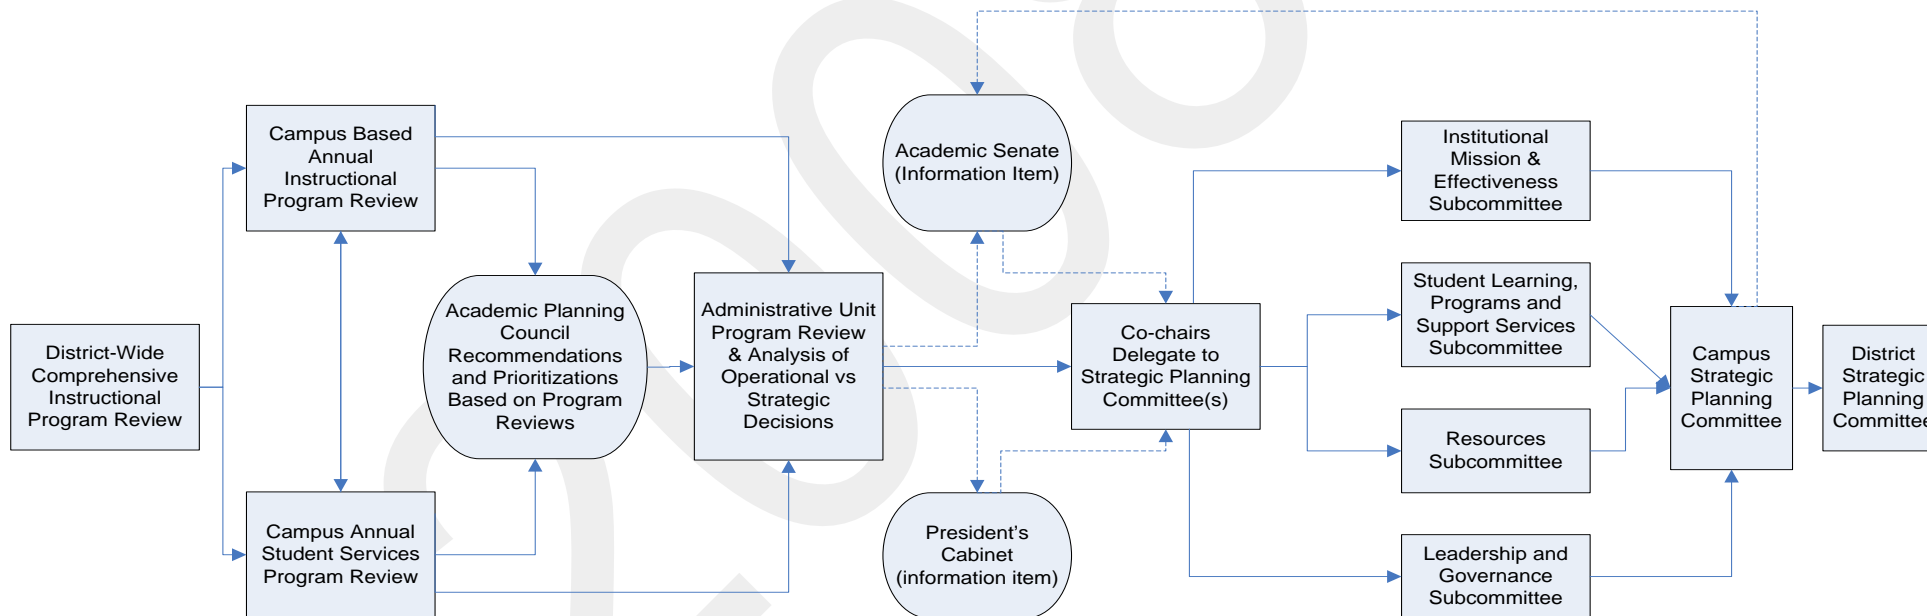 District-Wide
Comprehensive
Instructional
Program Review
Campus Based
Annual
Instructional
Program Review
Campus Annual
Student Services
Program Review
Academic Planning
Council
Recommendations
and Prioritizations
Based on Program
Reviews
Administrative Unit
Program Review
& Analysis of
Operational vs
Strategic
Decisions
Academic Senate
(Information Item)
President’s
Cabinet
(information item)
Co-chairs
Delegate to
Strategic Planning
Committee(s)
Institutional
Mission &
Effectiveness
Subcommittee
Student Learning,
Programs and
Support Services
Subcommittee
Resources
Subcommittee
Leadership and
Governance
Subcommittee
Campus
Strategic
Planning
Committee
District
Strategic
Planning
Committee